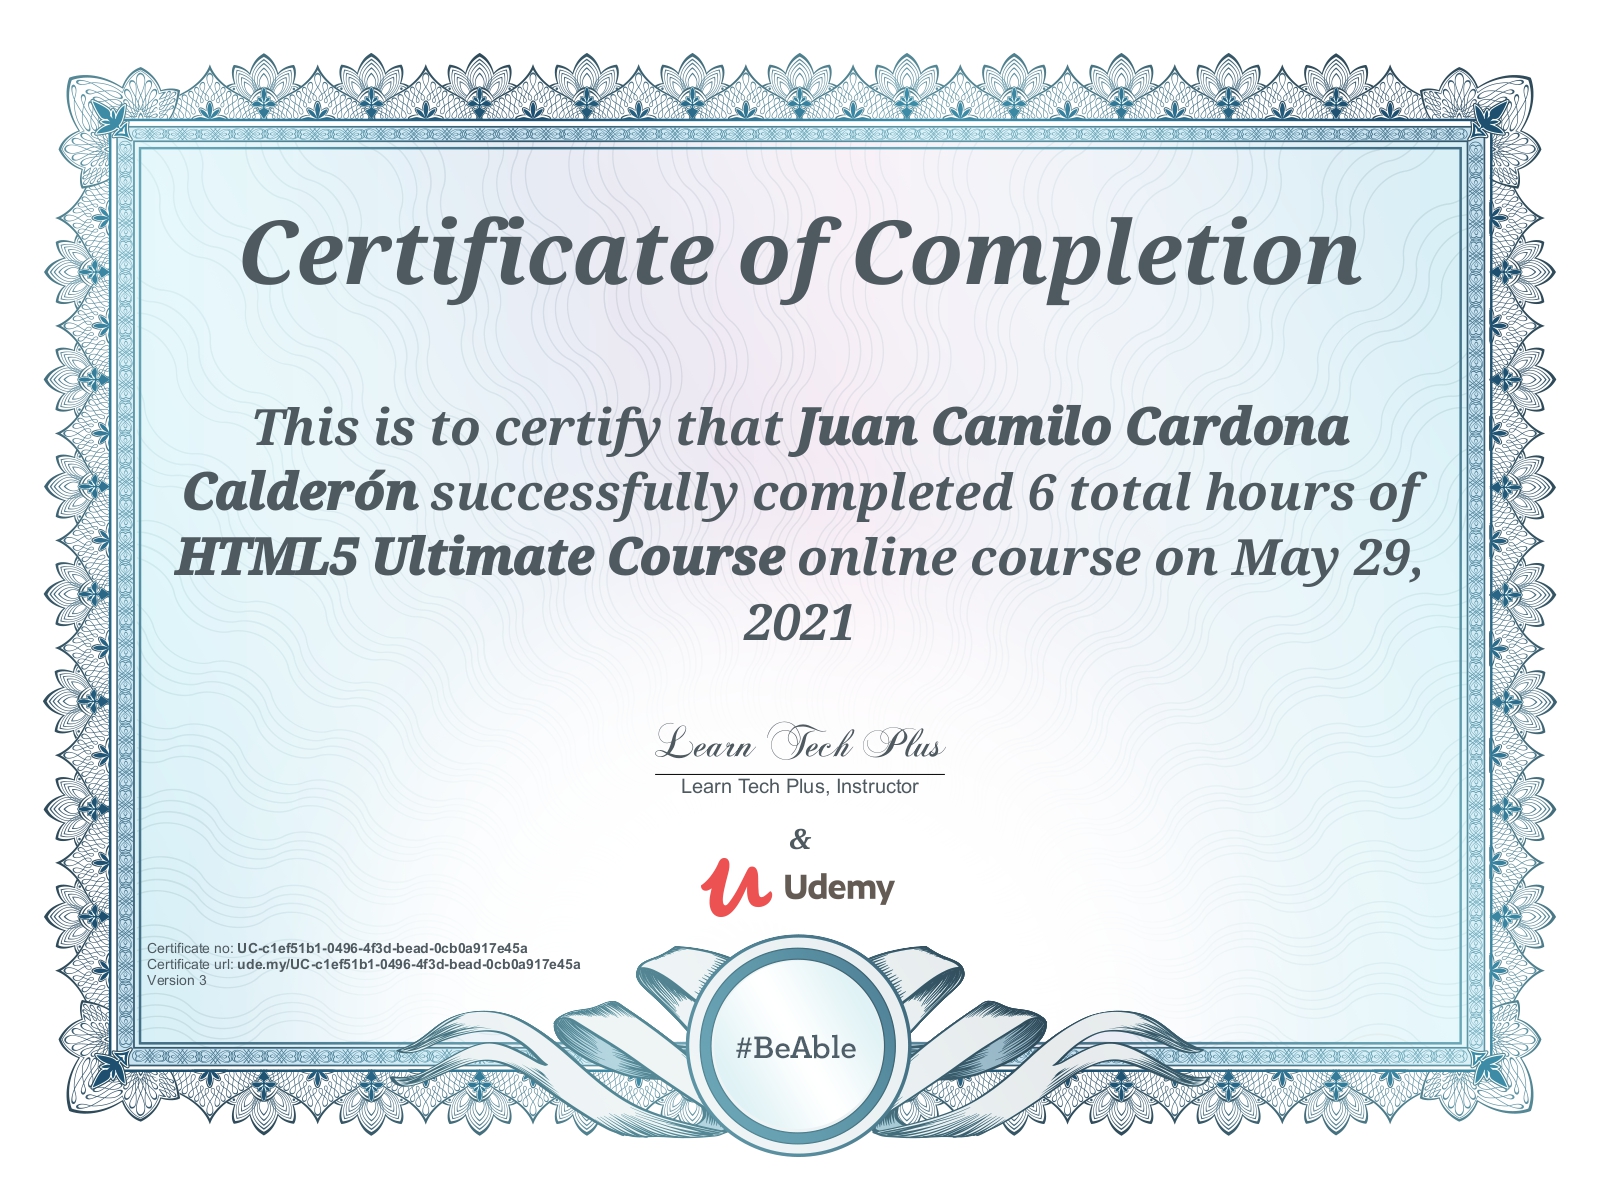 Certificate of Completion
This is to certify that Juan Camilo Cardona
Calderón successfully completed 6 total hours of
HTML5 Ultimate Course online course on May 29,
2021
Learn Tech Plus
Learn Tech Plus, Instructor
&
Udemy
Certificate no: UC-c1ef51b1-0496-4f3d-bead-0cb0a917e45a
Certificate url: ude.my/UC-c1ef51b1-0496-4f3d-bead-0cb0a917e45a
Version 3
#BeAble